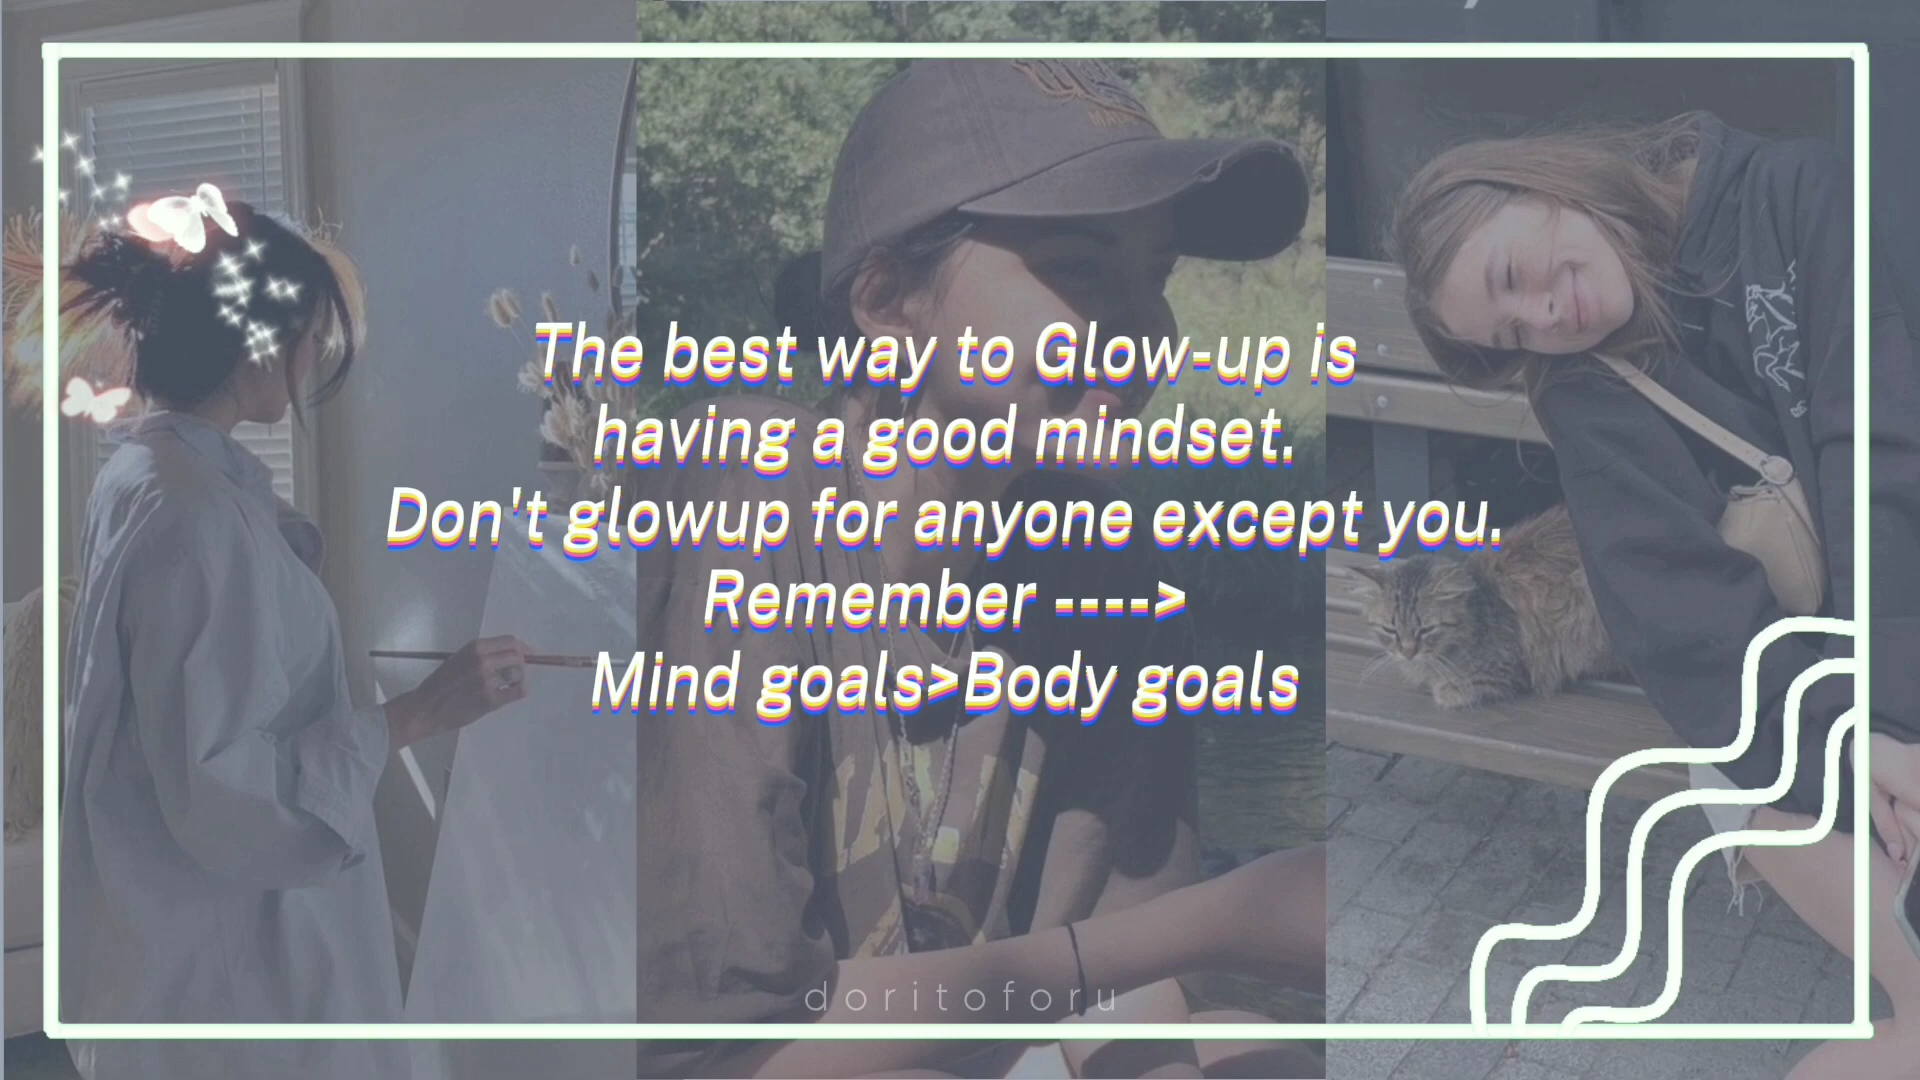 The best way to Glow-up is
having a good mindset.
Don't glowup for anyone except you.
Remember ---->
Mind goals>Body goals
doritoforu